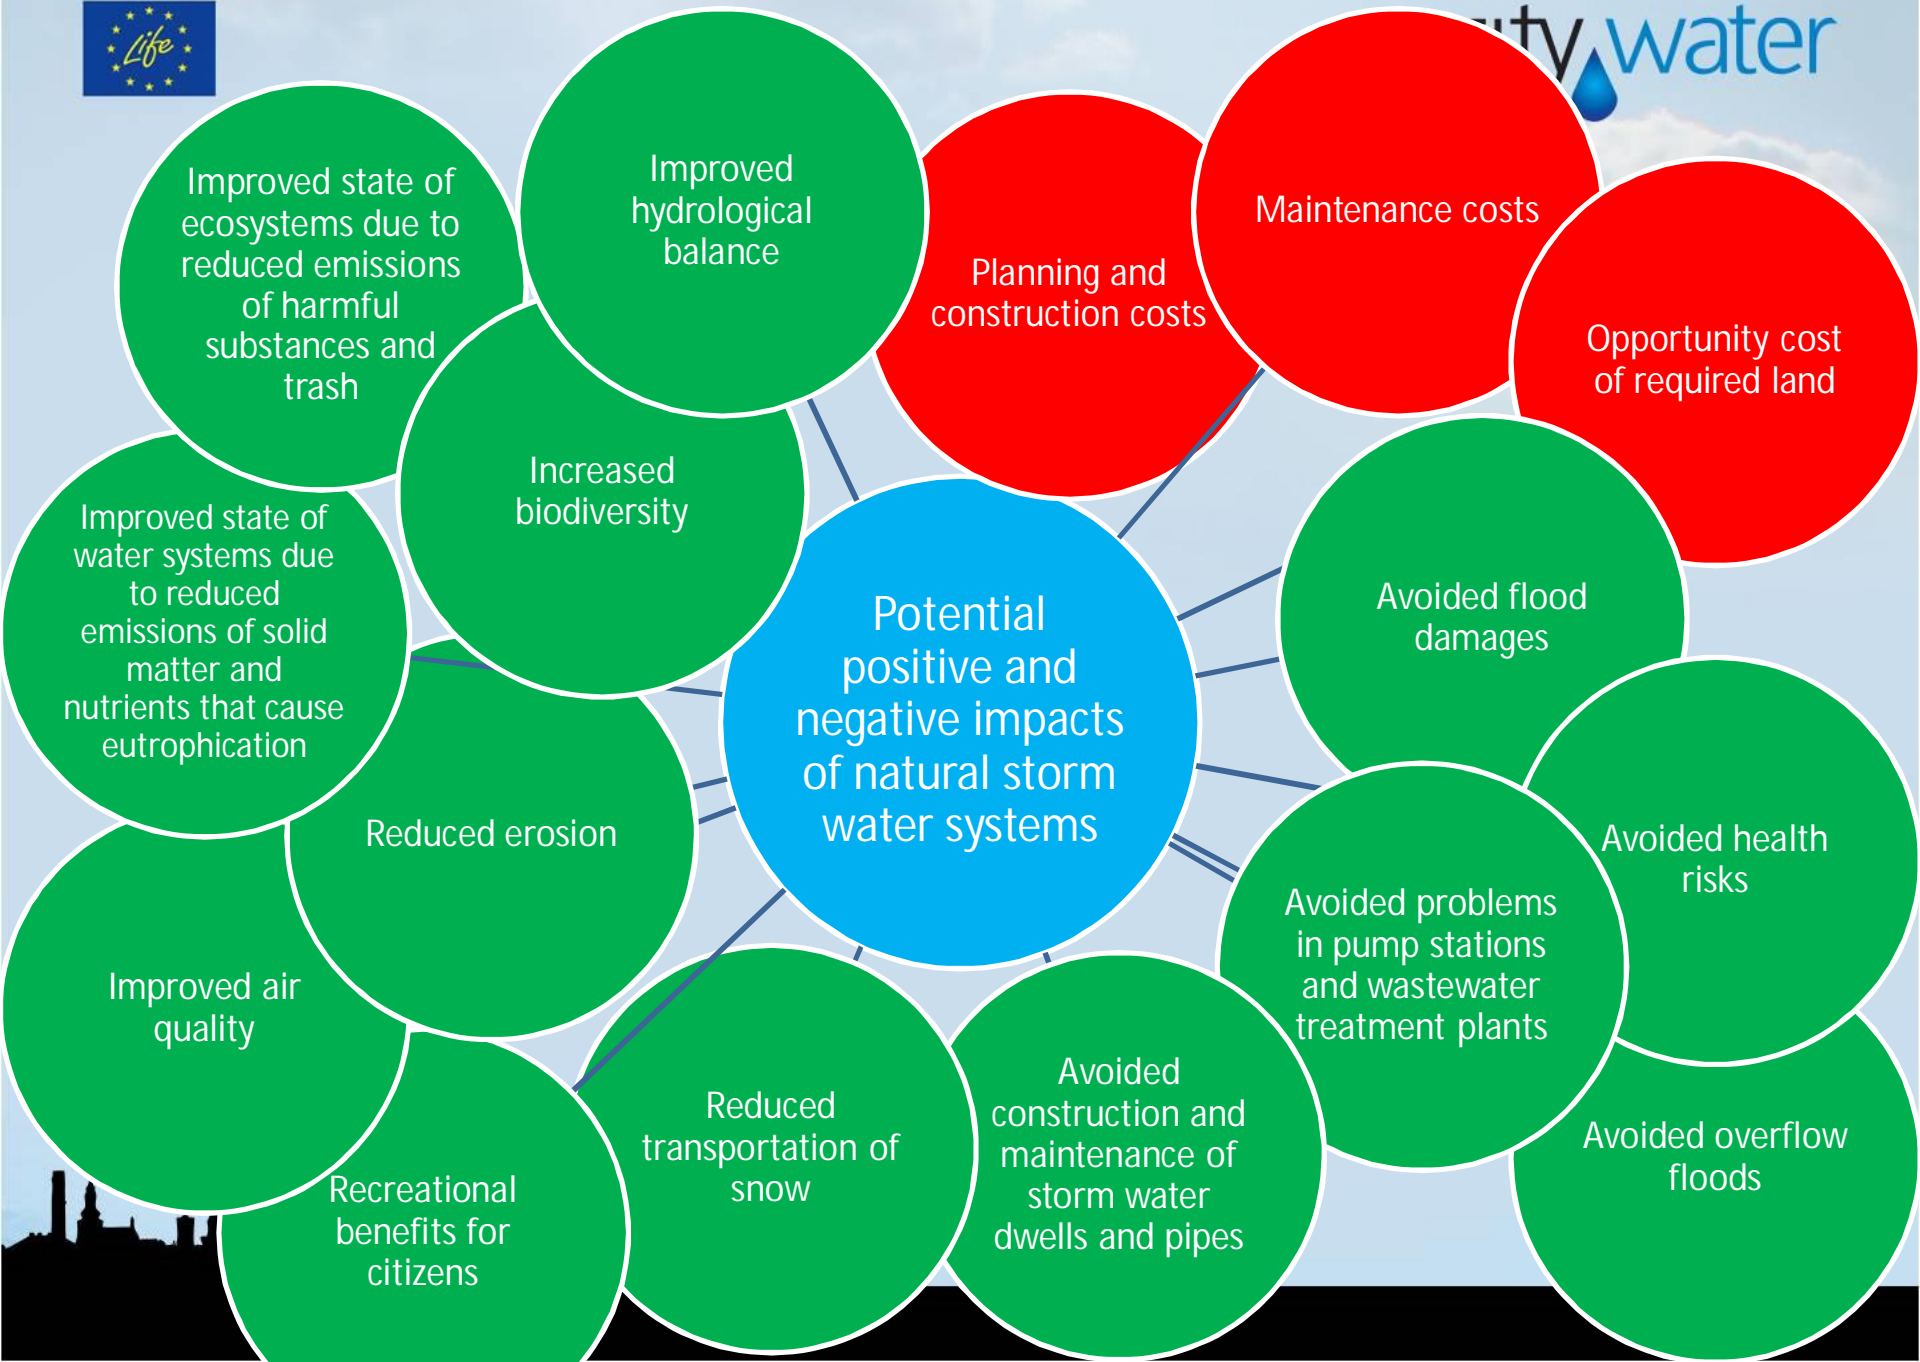 Life
water
Improved state of
ecosystems due to
reduced emissions
of harmful
substances and
trash
Improved
hydrological
balance
Planning and
construction costs
Maintenance costs
Opportunity cost
of required land
Increased
biodiversity
Improved state of
water systems due
to reduced
emissions of solid
matter and
nutrients that cause
eutrophication
Potential
positive and
negative impacts
of natural storm
water systems
Avoided flood
damages
Reduced erosion
Avoided health
risks
Avoided problems
in pump stations
and wastewater
treatment plants
Improved air
quality
Recreational
benefits for
citizens
Reduced
transportation of
snow
Avoided
construction and
maintenance of
storm water
dwells and pipes
Avoided overflow
floods